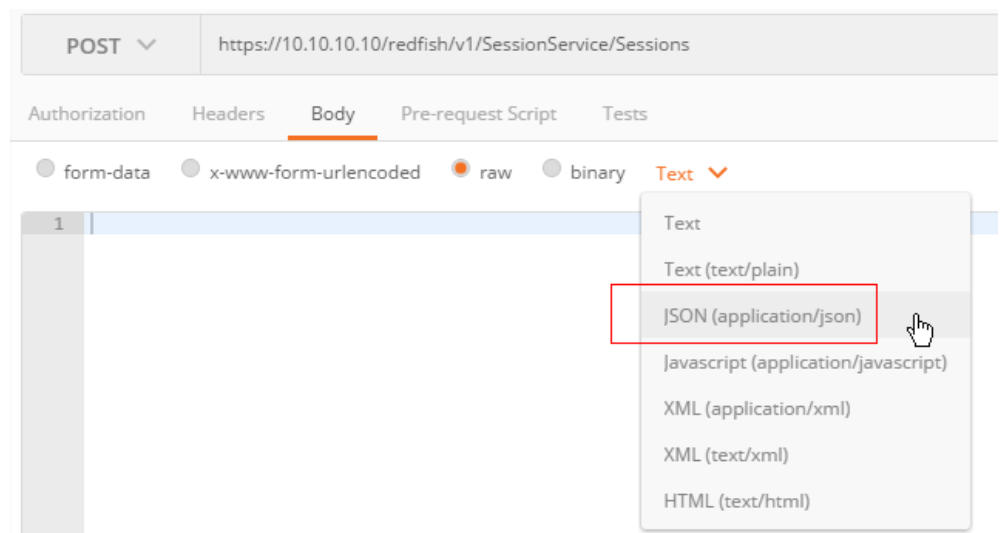 POST https://10.10.10.10/redfish/v1/SessionService/Sessions
Authorization Headers Body Pre-request Script Tests
form-data x-www-form-urlencoded raw binary Text
1
Text
Text (text/plain)
JSON (application/json)
Javascript (application/javascript)
XML (application/xml)
XML (text/xml)
HTML (text/html)